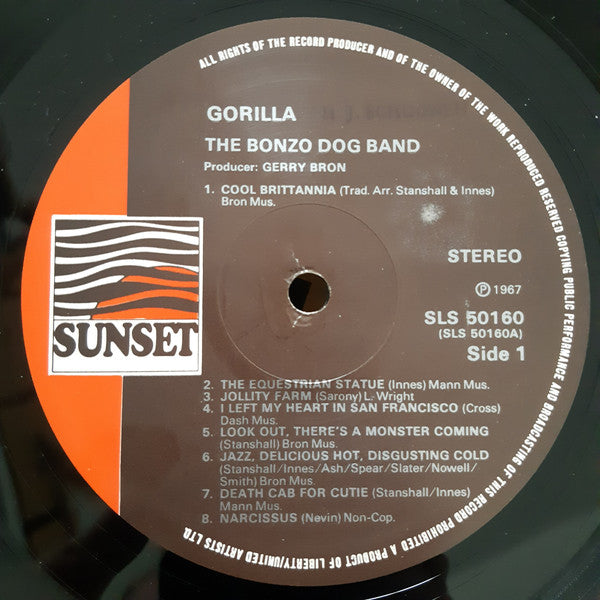 ALL RIGHTS OF THE RECORD PRODUCER AND OF THE OWNER OF THE WORK REPRODUCED RESERVED COPYING PUBLIC PERFORMANCE AND BROADCASTING OF THIS RECORD PROHIBITED A PRODUCT OF LIBERTY/UNITED ARTISTS LTD.
GORILLA
THE BONZO DOG BAND
Producer: GERRY BRON
1. COOL BRITTANNIA (Trad. Arr. Stanshall & Innes)
Bron Mus.
STEREO
Ⓟ 1967
SLS 50160
(SLS 50160A)
Side 1
SUNSET
2. THE EQUESTRIAN STATUE (Innes) Mann Mus.
3. JOLLITY FARM (Sarony) L. Wright
4. I LEFT MY HEART IN SAN FRANCISCO (Cross)
Dash Mus.
5. LOOK OUT, THERE'S A MONSTER COMING
(Stanshall) Bron Mus.
6. JAZZ, DELICIOUS HOT, DISGUSTING COLD
(Stanshall/Innes/Ash/Spear/Slater/Nowell/
Smith) Bron Mus.
7. DEATH CAB FOR CUTIE (Stanshall/Innes)
Mann Mus.
8. NARCISSUS (Nevin) Non-Cop.